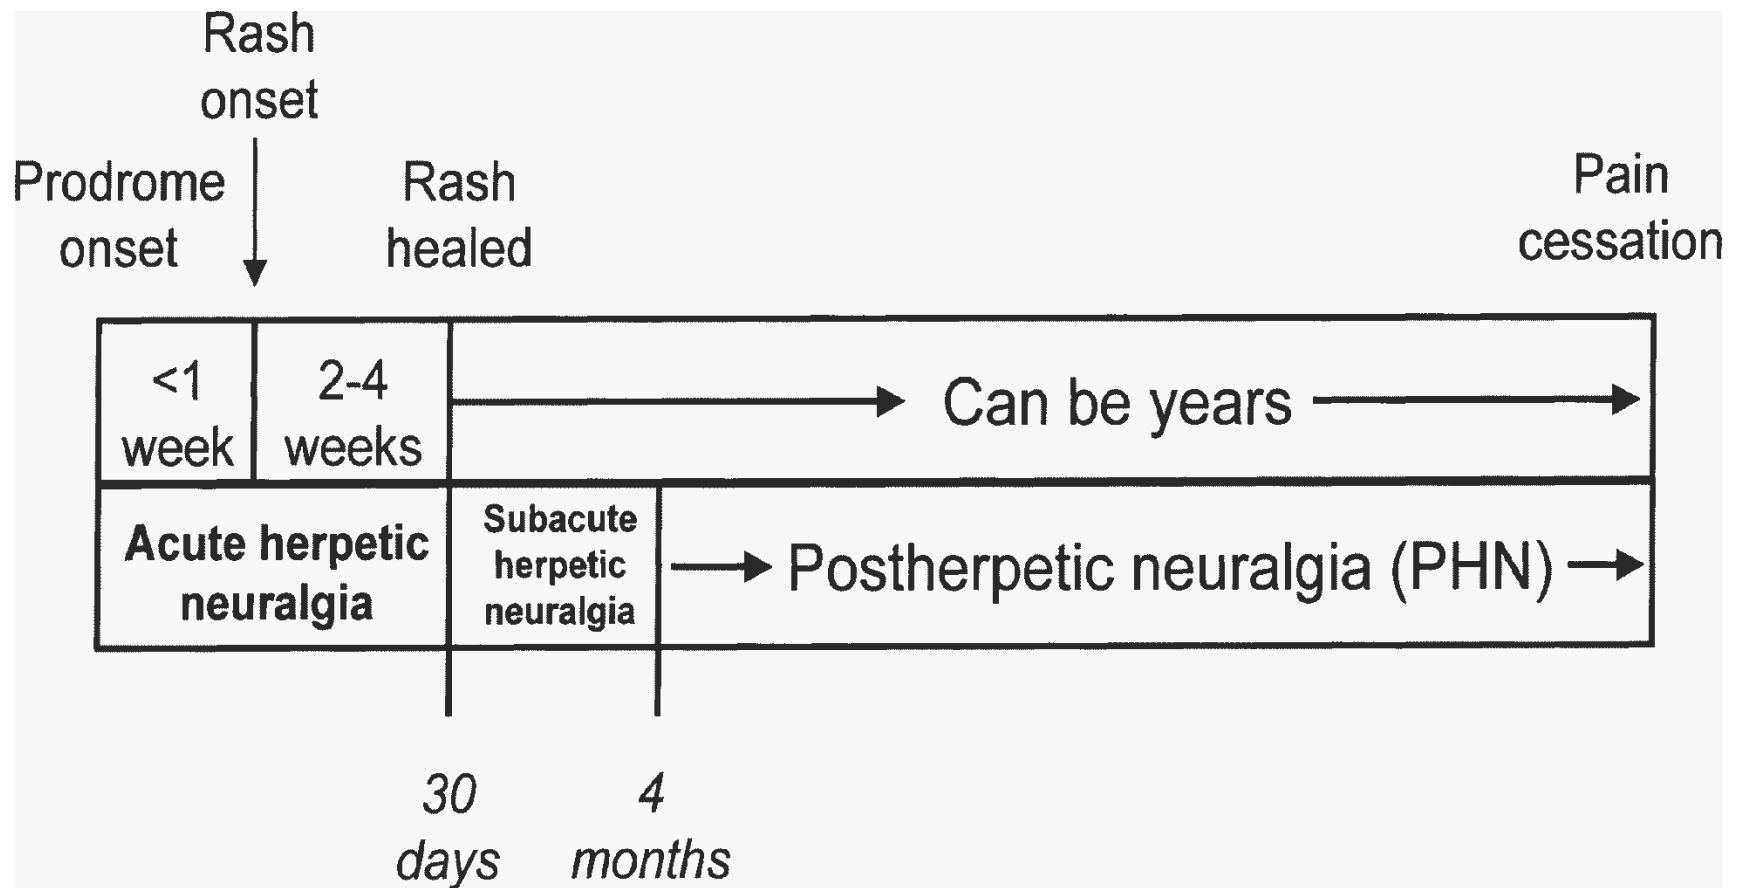 Rash
onset
Prodrome
onset
Rash
healed
Pain
cessation
<1
week
2-4
weeks
Can be years
Acute herpetic
neuralgia
Subacute
herpetic
neuralgia
Postherpetic neuralgia (PHN)
30
days
4
months